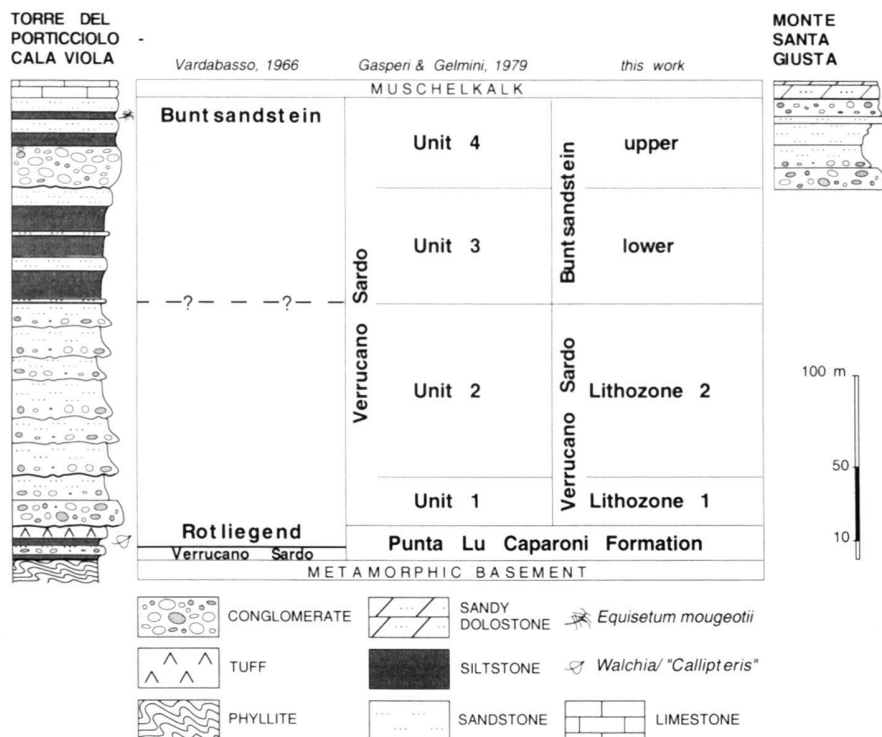 TORRE DEL
PORTICCIOLO -
CALA VIOLA
Vardabasso, 1966
Gasperi & Gelmini, 1979
this work
MONTE
SANTA
GIUSTA
MUSCHELKALK
Buntsandstein
Unit 4
upper
Unit 3
lower
Buntsandstein
—?— —?—
Verrucano Sardo
Unit 2
Lithozone 2
Verrucano Sardo
Unit 1
Lithozone 1
100 m
50
10
Rotliegend
Verrucano Sardo
Punta Lu Caparoni Formation
METAMORPHIC BASEMENT
CONGLOMERATE
SANDY
DOLOSTONE
Equisetum mougeotii
TUFF
SILTSTONE
Walchia/ "Callipteris"
PHYLLITE
SANDSTONE
LIMESTONE